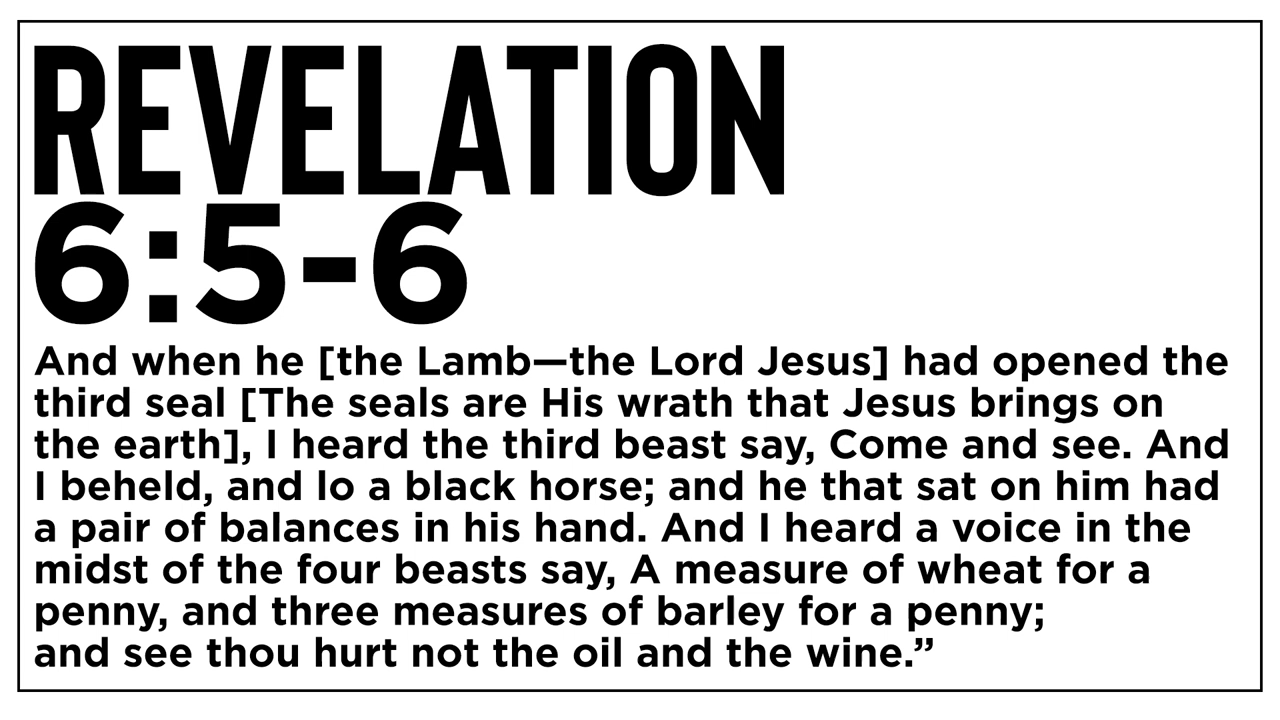 REVELATION
6:5-6
And when he [the Lamb—the Lord Jesus] had opened the
third seal [The seals are His wrath that Jesus brings on
the earth], I heard the third beast say, Come and see. And
I beheld, and lo a black horse; and he that sat on him had
a pair of balances in his hand. And I heard a voice in the
midst of the four beasts say, A measure of wheat for a
penny, and three measures of barley for a penny;
and see thou hurt not the oil and the wine.”